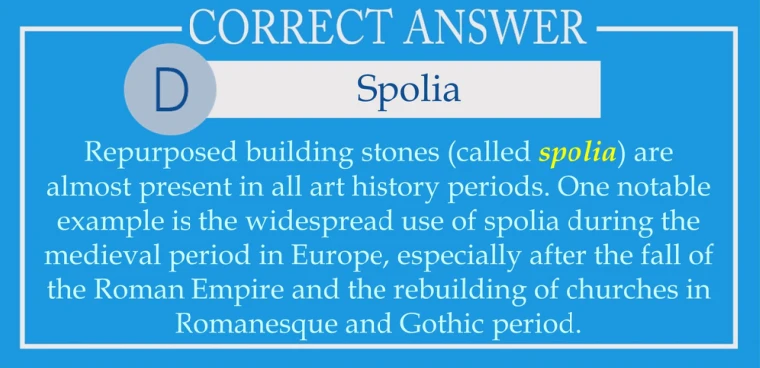 CORRECT ANSWER
D
Spolia
Repurposed building stones (called spolia) are
almost present in all art history periods. One notable
example is the widespread use of spolia during the
medieval period in Europe, especially after the fall of
the Roman Empire and the rebuilding of churches in
Romanesque and Gothic period.